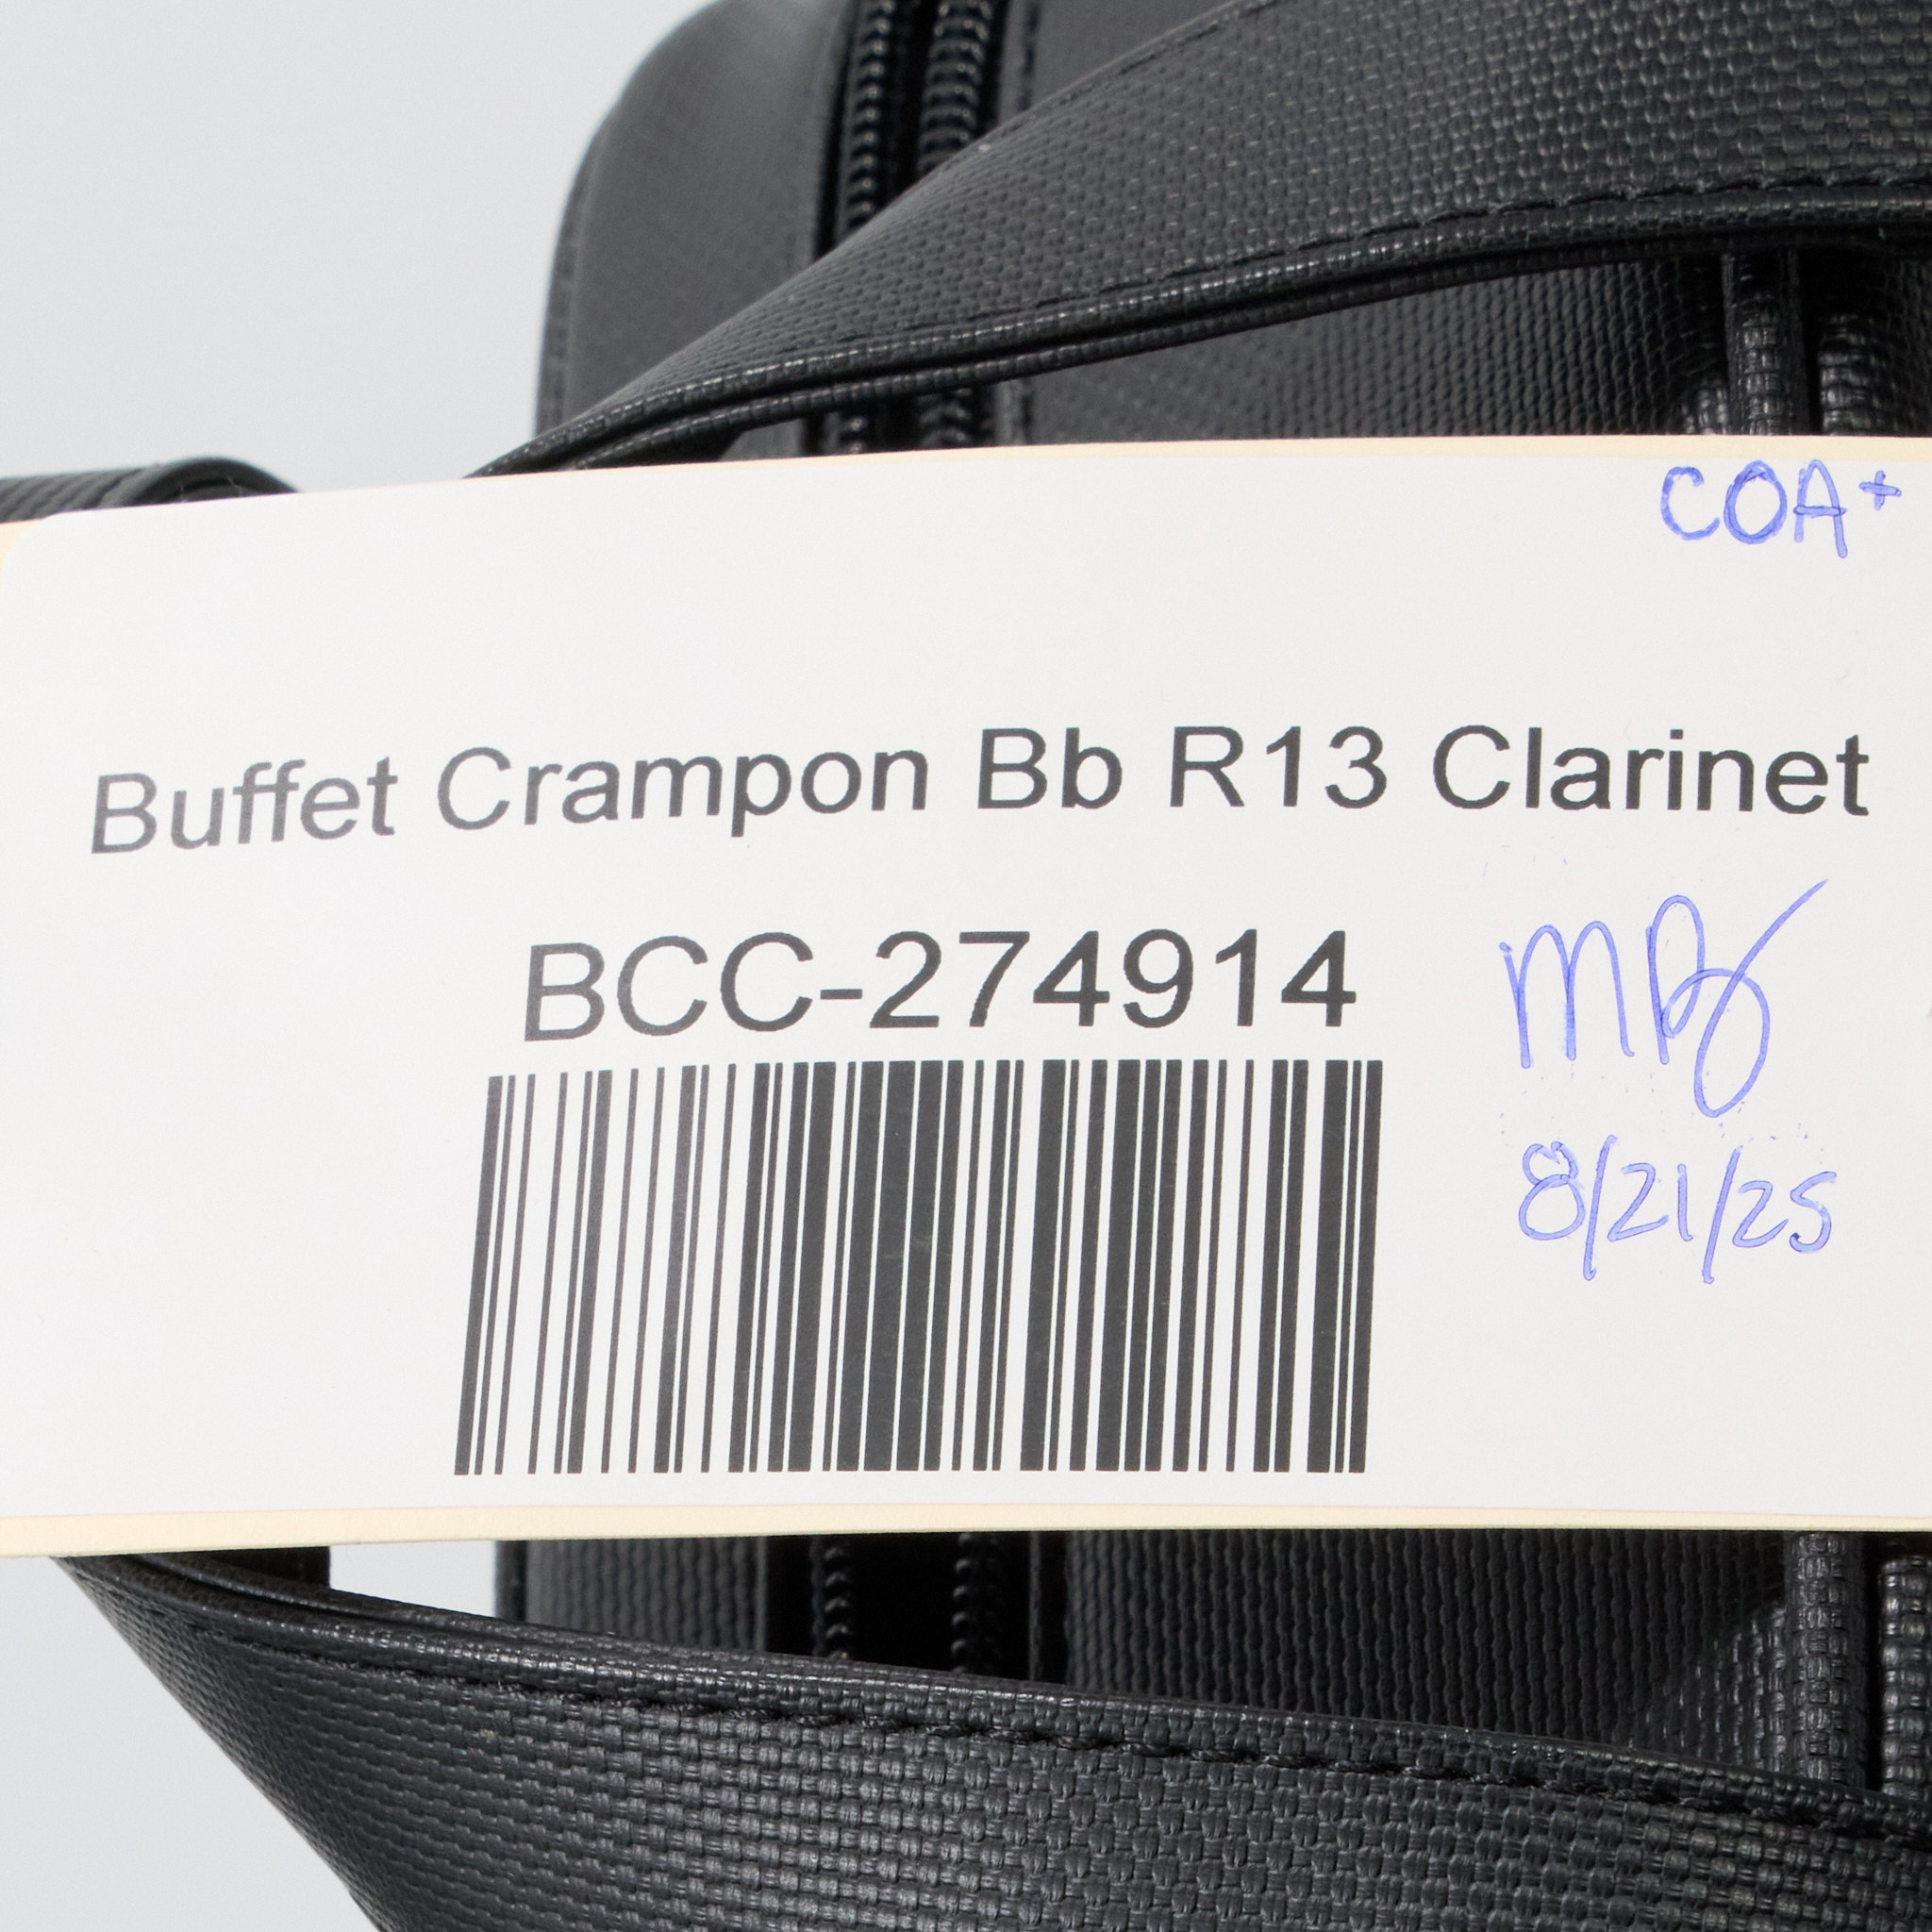 COA+
Buffet Crampon Bb R13 Clarinet
BCC-274914
8/21/25